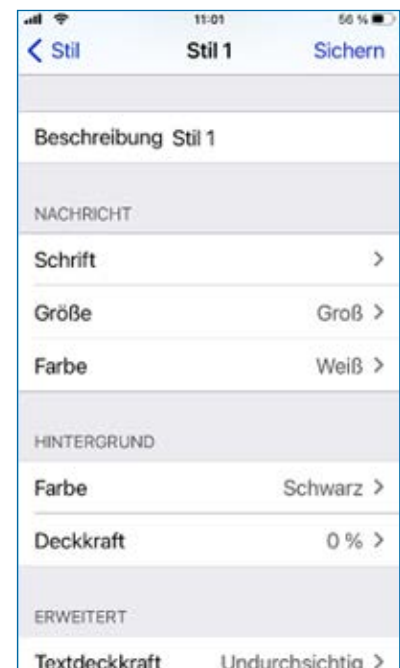 11:01 56 %
Stil Stil 1 Sichern
Beschreibung Stil 1
NACHRICHT
Schrift
Größe Groß
Farbe Weiß
HINTERGRUND
Farbe Schwarz
Deckkraft 0 %
ERWEITERT
Textdeckkraft Undurchsichtig